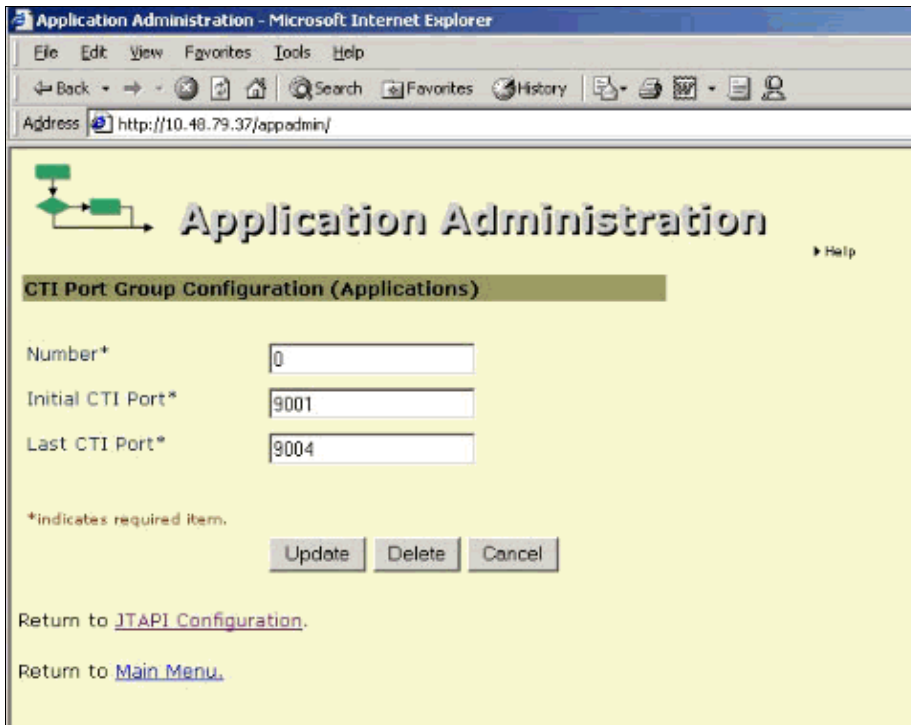 Application Administration - Microsoft Internet Explorer
File Edit View Favorites Tools Help
Back Search Favorites History
Address http://10.48.79.37/appadmin/
Application Administration
Help
CTI Port Group Configuration (Applications)
Number* 0
Initial CTI Port* 9001
Last CTI Port* 9004
*indicates required item.
Update Delete Cancel
Return to JTAPI Configuration.
Return to Main Menu.